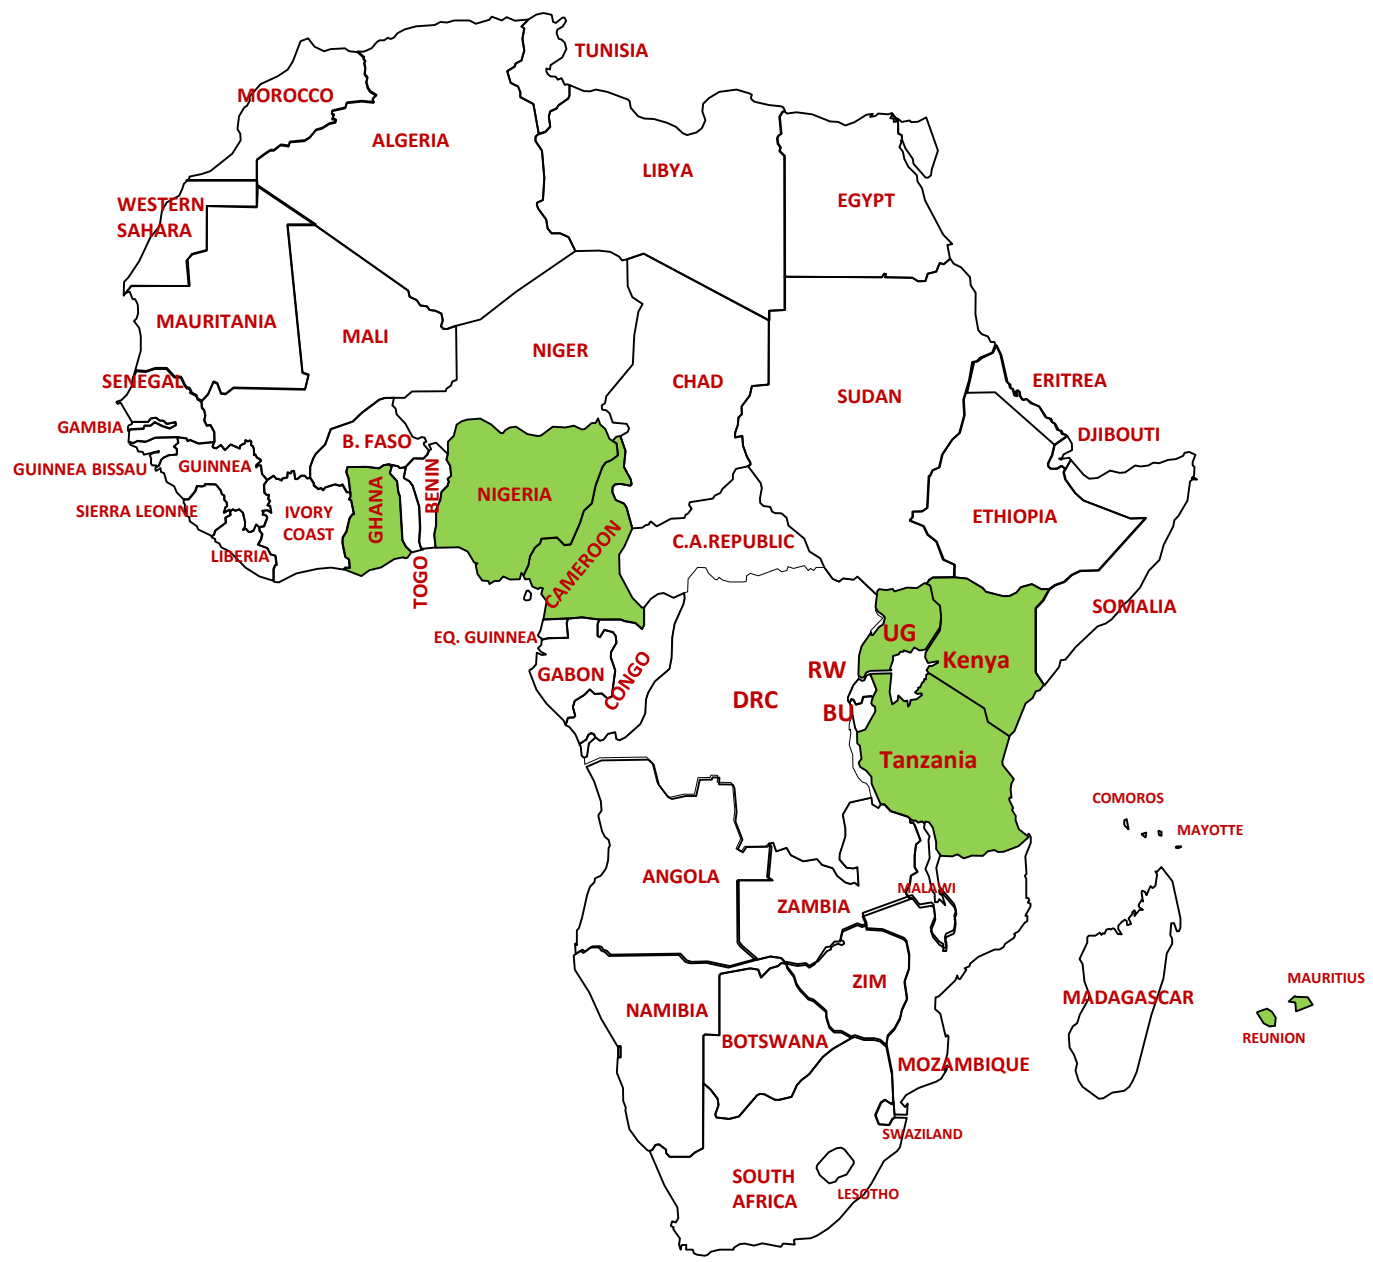 TUNISIA
MOROCCO
ALGERIA
LIBYA
EGYPT
WESTERN
SAHARA
MAURITANIA
MALI
NIGER
CHAD
SUDAN
ERITREA
SENEGAL
GAMBIA
B. FASO
DJIBOUTI
GUINNEA BISSAU
GUINNEA
BENIN
NIGERIA
SIERRA LEONNE
IVORY
COAST
GHANA
ETHIOPIA
C.A.REPUBLIC
LIBERIA
TOGO
CAMEROON
SOMALIA
EQ. GUINNEA
UG
Kenya
GABON
CONGO
RW
DRC
BU
Tanzania
COMOROS
MAYOTTE
ANGOLA
MALAWI
ZAMBIA
ZIM
MAURITIUS
MADAGASCAR
NAMIBIA
REUNION
BOTSWANA
MOZAMBIQUE
SWAZILAND
SOUTH
AFRICA
LESOTHO